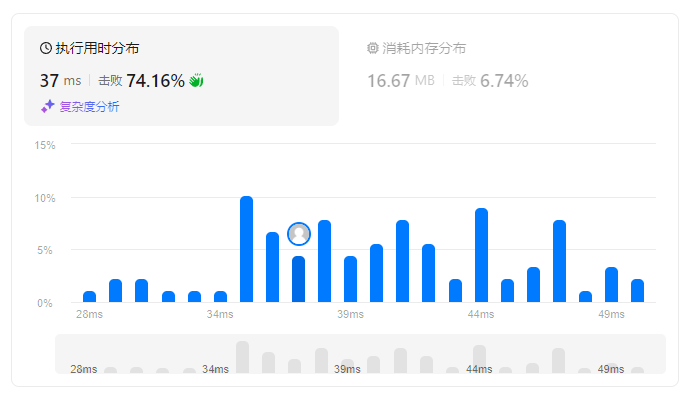 执行用时分布
37 ms 击败 74.16%
复杂度分析
消耗内存分布
16.67 MB 击败 6.74%
15%
10%
5%
0%
28ms 34ms 39ms 44ms 49ms
28ms 34ms 39ms 44ms 49ms